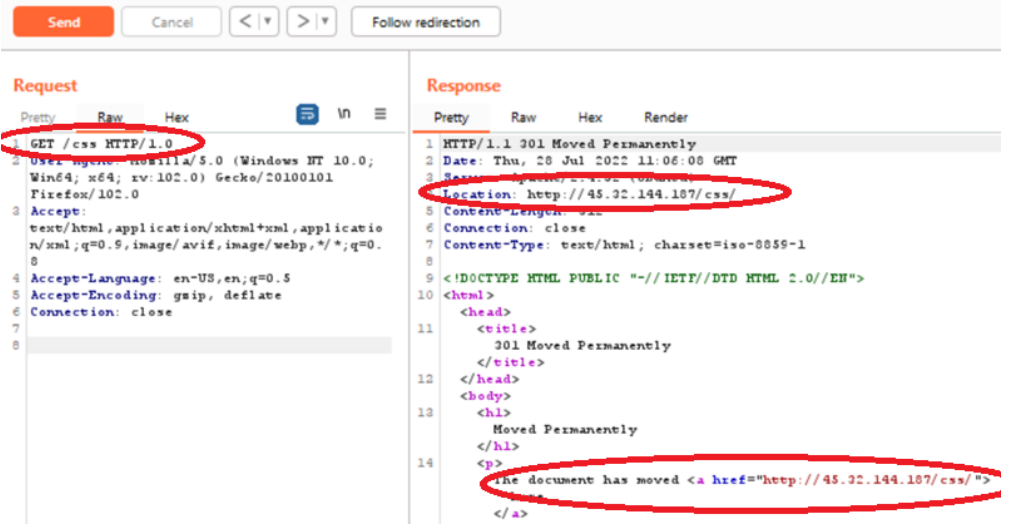 Send
Cancel
< | ▼
> | ▼
Follow redirection
Request
Pretty Raw Hex
\n
1 GET /css HTTP/1.0
2 User-Agent: Mozilla/5.0 (Windows NT 10.0;
Win64; x64; rv:102.0) Gecko/20100101
Firefox/102.0
3 Accept:
text/html,application/xhtml+xml,applicatio
n/xml;q=0.9,image/avif,image/webp,*/*;q=0.
8
4 Accept-Language: en-US,en;q=0.5
5 Accept-Encoding: gzip, deflate
6 Connection: close
7
8
Response
Pretty Raw Hex Render
1 HTTP/1.1 301 Moved Permanently
2 Date: Thu, 28 Jul 2022 11:06:08 GMT
3 Server:
Location: http://45.32.144.187/css/
5 Content-Length:
6 Connection: close
7 Content-Type: text/html; charset=iso-8859-1
8
9 <!DOCTYPE HTML PUBLIC "-//IETF//DTD HTML 2.0//EN">
10 <html>
<head>
11 <title>
301 Moved Permanently
</title>
12 </head>
<body>
13 <h1>
Moved Permanently
</h1>
14 <p>
The document has moved <a href="http://45.32.144.187/css/">
</a>